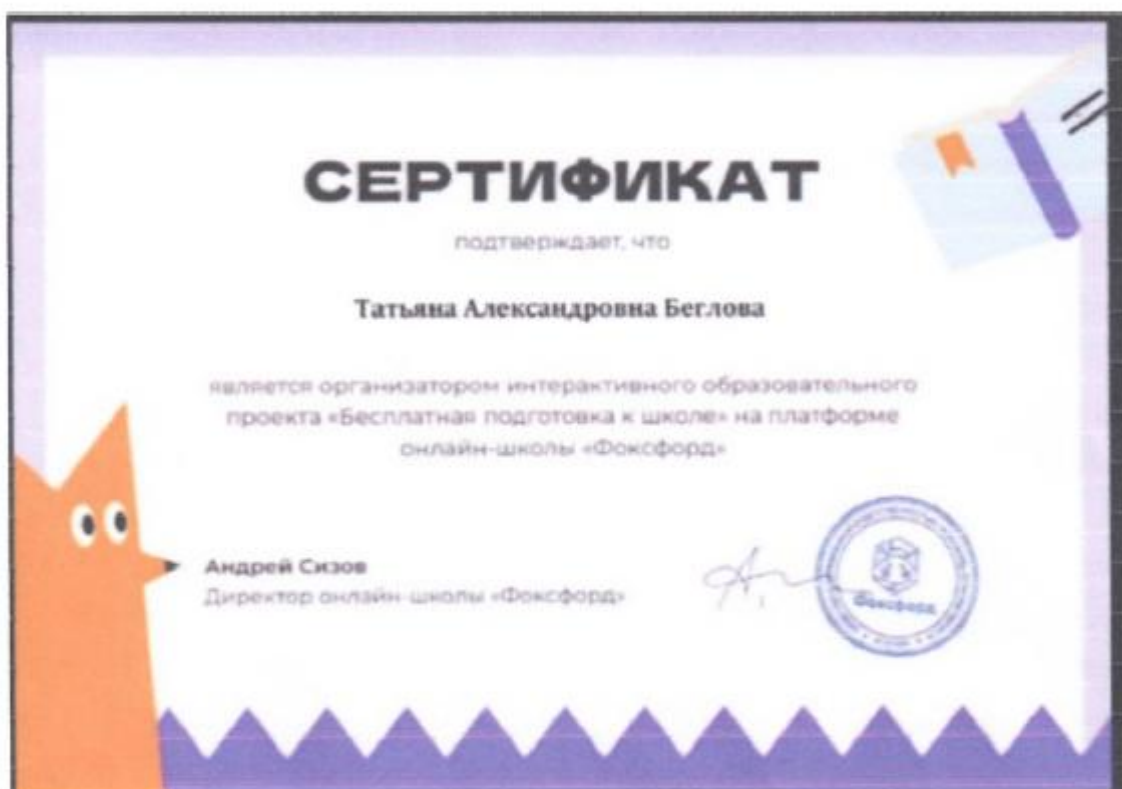 СЕРТИФИКАТ
подтверждает, что
Татьяна Александровна Беглова
является организатором интерактивного образовательного
проекта «Бесплатная подготовка к школе» на платформе
онлайн-школы «Фоксфорд»
Андрей Сизов
Директор онлайн-школы «Фоксфорд»
Фоксфорд